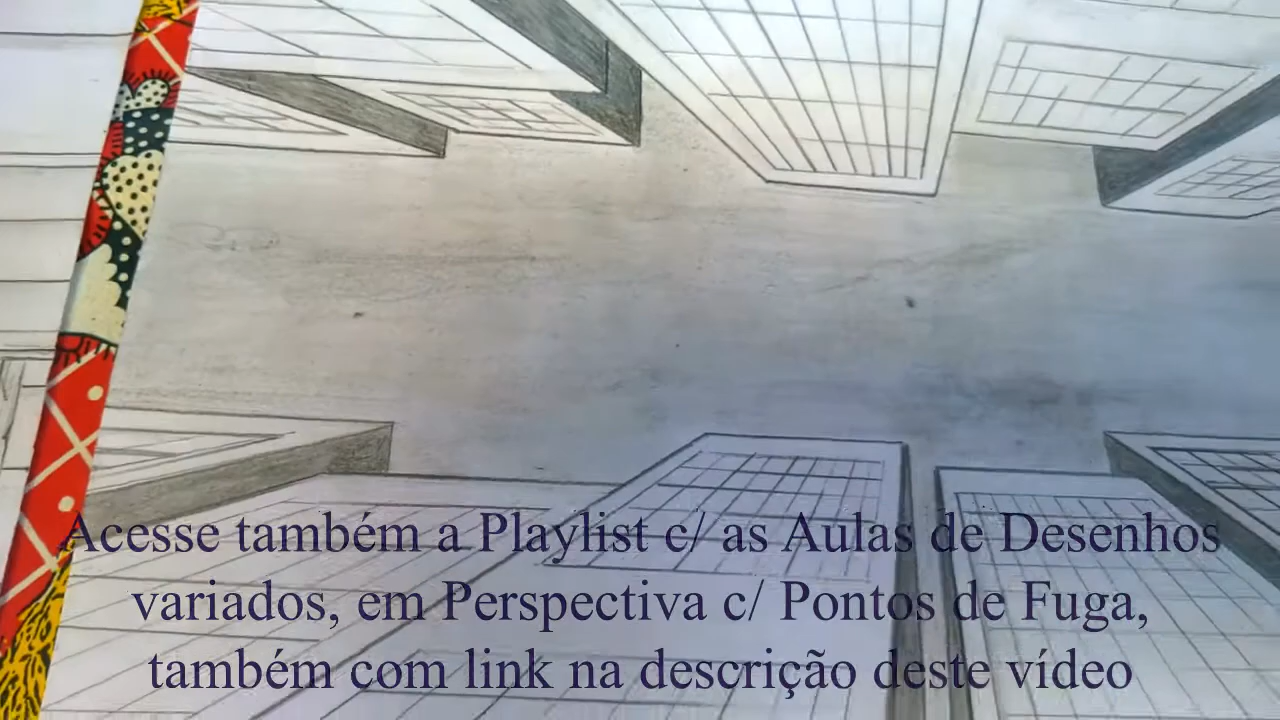 Acesse também a Playlist c/ as Aulas de Desenhos
variados, em Perspectiva c/ Pontos de Fuga,
também com link na descrição deste vídeo